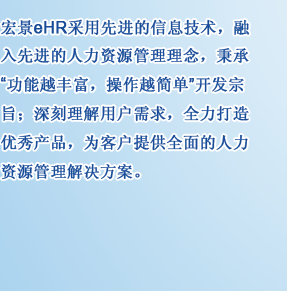 宏景eHR采用先进的信息技术，融
入先进的人力资源管理理念，秉承
“功能越丰富，操作越简单”开发宗
旨；深刻理解用户需求，全力打造
优秀产品，为客户提供全面的人力
资源管理解决方案。